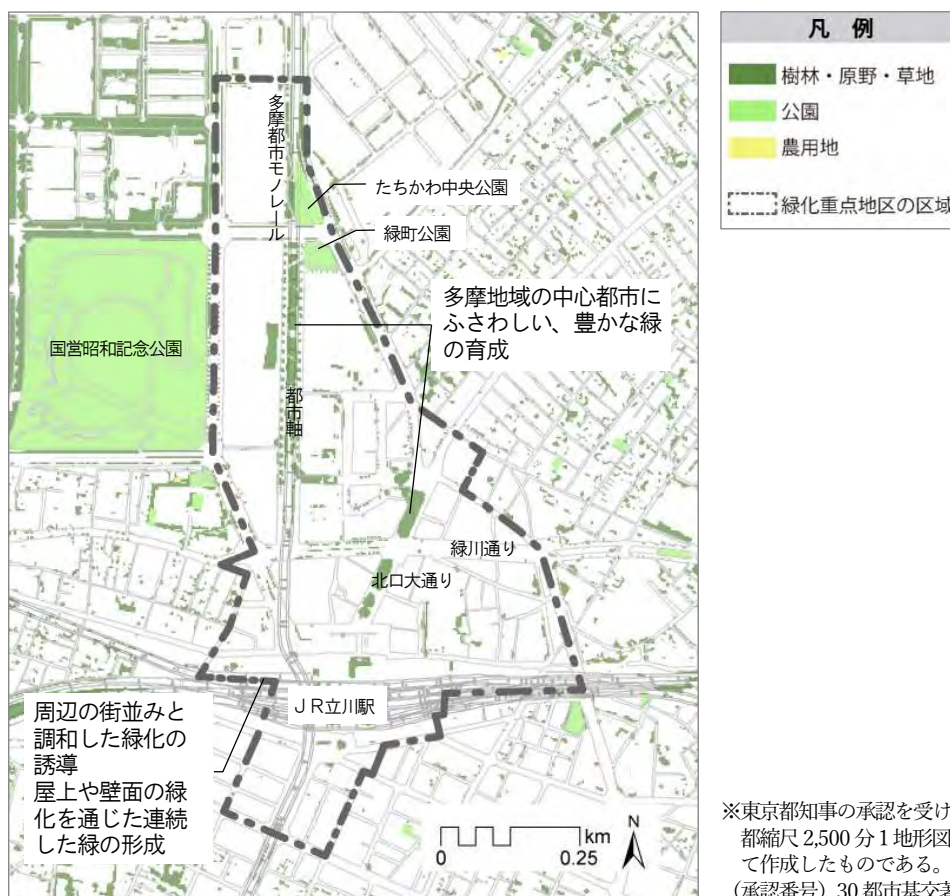 凡 例
樹林・原野・草地
公園
農用地
緑化重点地区の区域
多摩都市モノレール
たちかわ中央公園
緑町公園
多摩地域の中心都市に
ふさわしい、豊かな緑
の育成
国営昭和記念公園
都市軸
緑川通り
北口大通り
JR立川駅
周辺の街並みと
調和した緑化の
誘導
屋上や壁面の緑
化を通じた連続
した緑の形成
km
N
0
0.25
※東京都知事の承認を受け
都縮尺 2,500 分 1 地形図
て作成したものである。
(承認番号) 30 都市基交